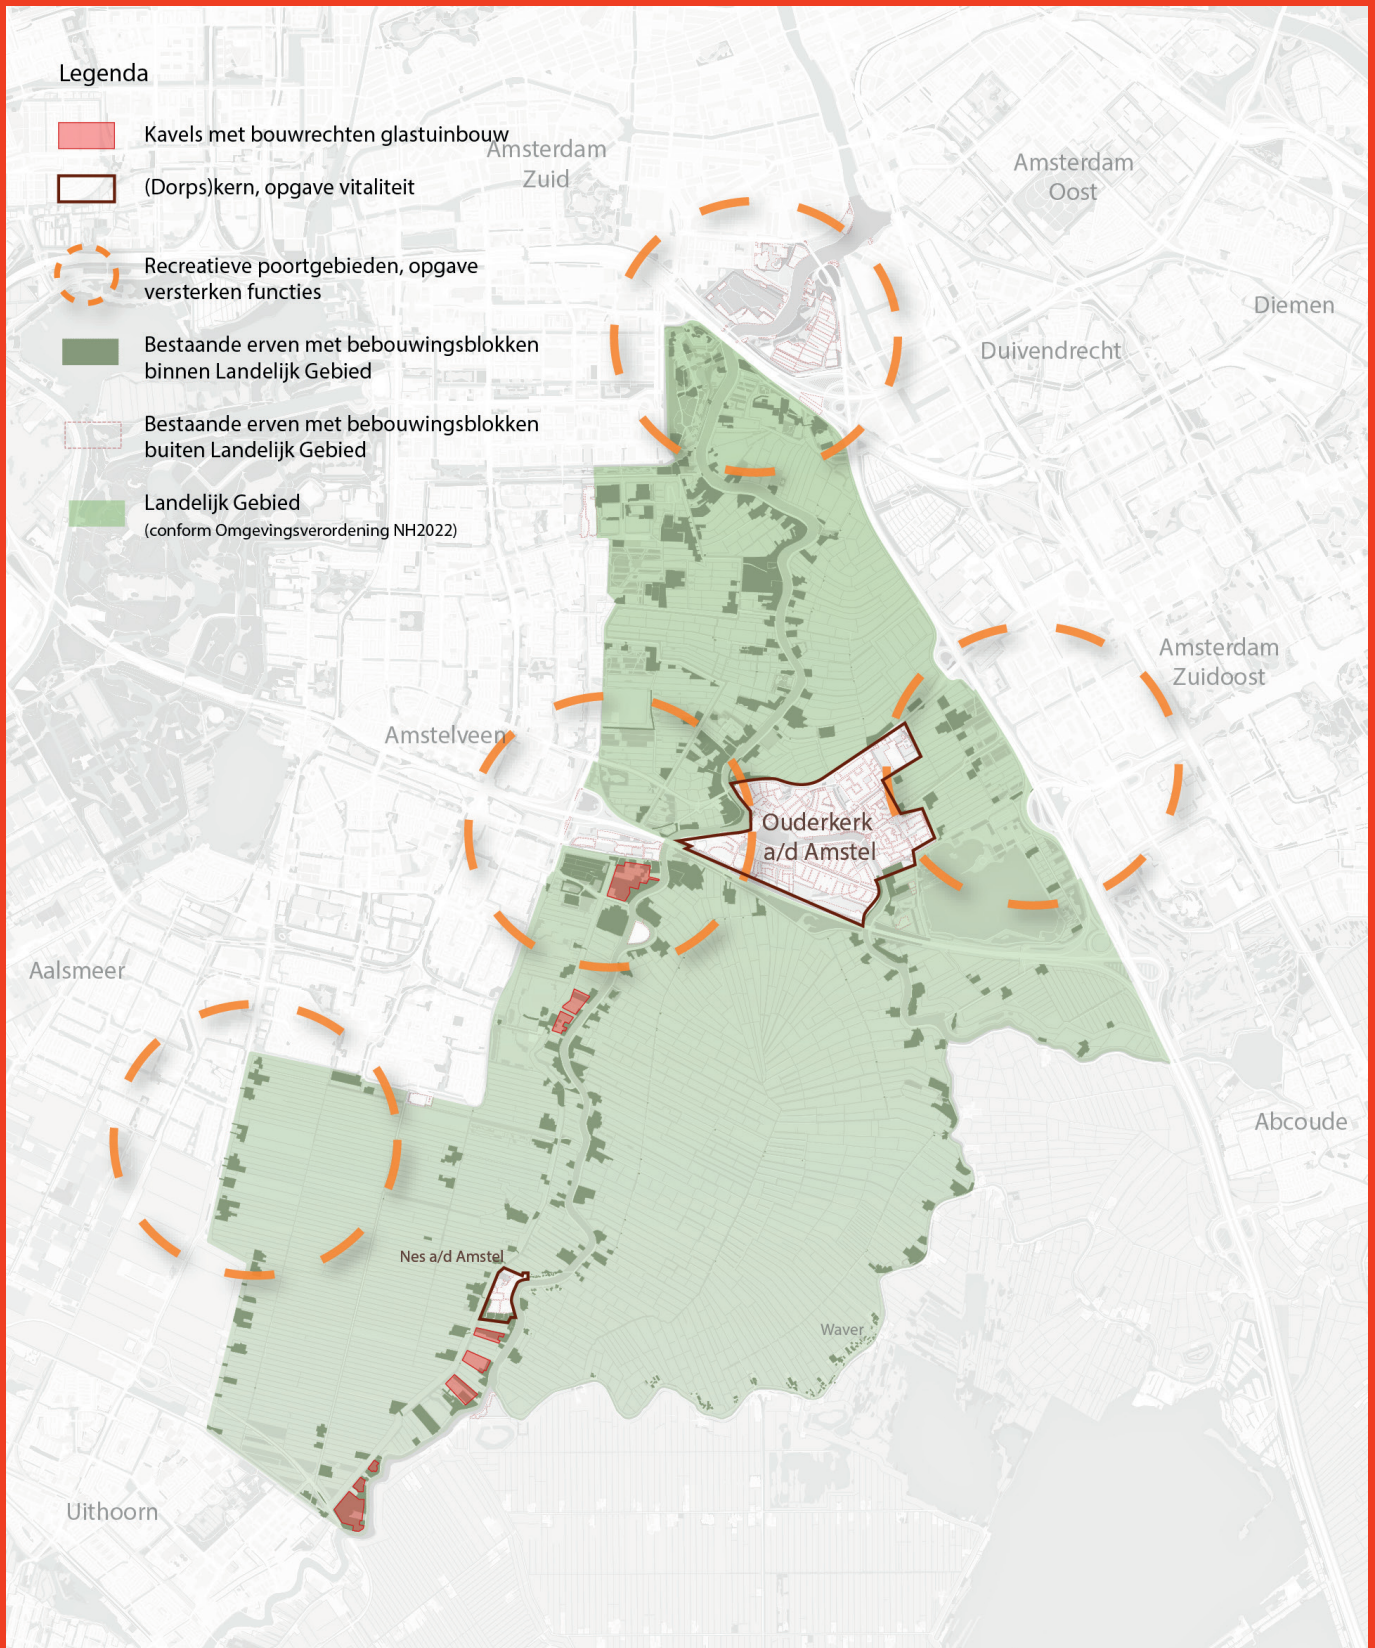 Legenda
Kavels met bouwrechten glastuinbouw
(Dorps)kern, opgave vitaliteit
Recreatieve poortgebieden, opgave
versterken functies
Bestaande erven met bebouwingsblokken
binnen Landelijk Gebied
Bestaande erven met bebouwingsblokken
buiten Landelijk Gebied
Landelijk Gebied
(conform Omgevingsverordening NH2022)
Amsterdam
Zuid
Amsterdam
Oost
Diemen
Duivendrecht
Amsterdam
Zuidoost
Amstelveen
Ouderkerk
a/d Amstel
Aalsmeer
Abcoude
Nes a/d Amstel
Waver
Uithoorn